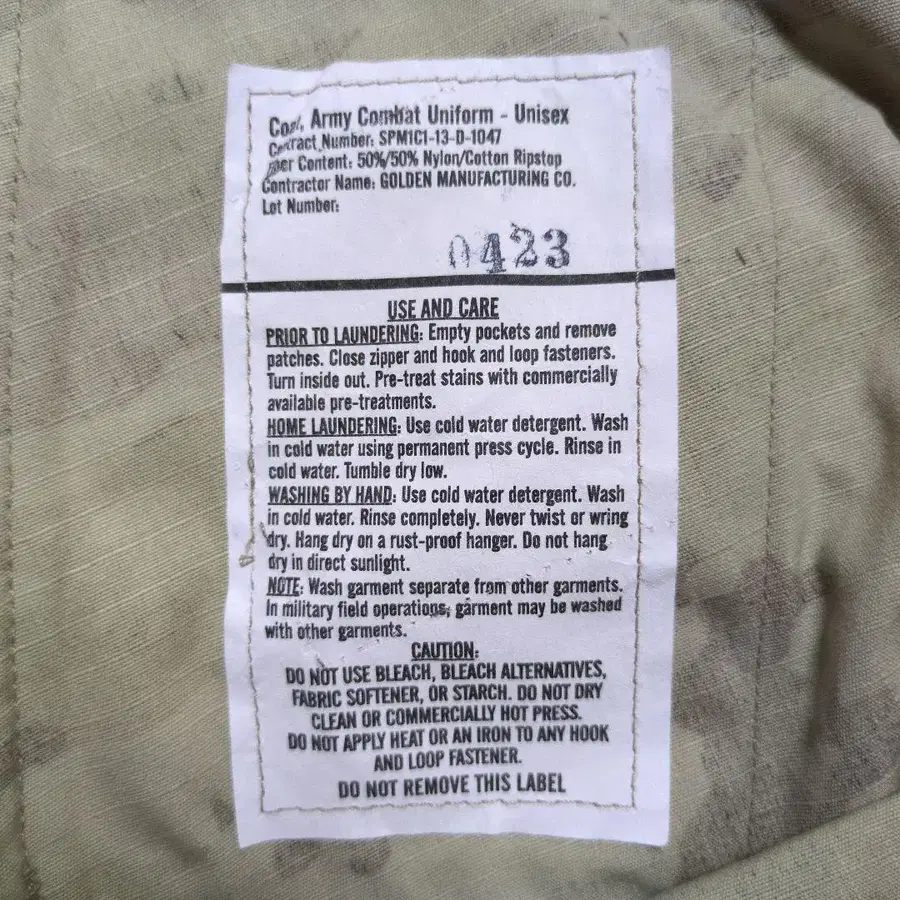 Coat, Army Combat Uniform - Unisex
Contract Number: SPM1C1-13-D-1047
Content: 50%/50% Nylon/Cotton Ripstop
Contractor Name: GOLDEN MANUFACTURING CO.
Lot Number:
0423
USE AND CARE
PRIOR TO LAUNDERING: Empty pockets and remove
patches. Close zipper and hook and loop fasteners.
Turn inside out. Pre-treat stains with commercially
available pre-treatments.
HOME LAUNDERING: Use cold water detergent. Wash
in cold water using permanent press cycle. Rinse in
cold water. Tumble dry low.
WASHING BY HAND: Use cold water detergent. Wash
in cold water. Rinse completely. Never twist or wring
dry. Hang dry on a rust-proof hanger. Do not hang
dry in direct sunlight.
NOTE: Wash garment separate from other garments.
In military field operations, garment may be washed
with other garments.
CAUTION:
DO NOT USE BLEACH, BLEACH ALTERNATIVES,
FABRIC SOFTENER, OR STARCH. DO NOT DRY
CLEAN OR COMMERCIALLY HOT PRESS.
DO NOT APPLY HEAT OR AN IRON TO ANY HOOK
AND LOOP FASTENER.
DO NOT REMOVE THIS LABEL